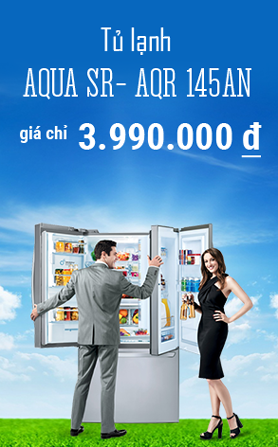 Tủ lạnh
AQUA SR- AQR 145AN
giá chỉ 3.990.000 đ